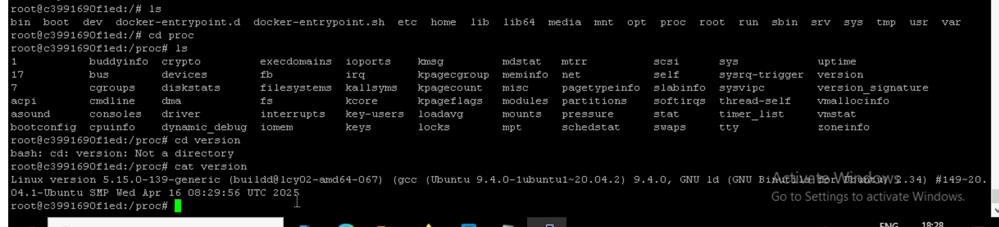 root@c3991690f1ed:/# ls
bin boot dev docker-entrypoint.d docker-entrypoint.sh etc home lib lib64 media mnt opt proc root run sbin srv sys tmp usr var
root@c3991690f1ed:/# cd proc
root@c3991690f1ed:/proc# ls
1 buddyinfo crypto execdomains ioports kmsg mdstat mtrr scsi sys uptime
17 bus devices fb irq kpagecgroup meminfo net self sysrq-trigger version
7 cgroups diskstats filesystems kallsyms kpagecount misc pagetypeinfo slabinfo sysvipc version_signature
acpi cmdline dma fs kcore kpageflags modules partitions softirqs thread-self vmallocinfo
asound consoles driver interrupts key-users loadavg mounts pressure stat timer_list vmstat
bootconfig cpuinfo dynamic_debug iomem keys locks mpt schedstat swaps tty zoneinfo
root@c3991690f1ed:/proc# cd version
bash: cd: version: Not a directory
root@c3991690f1ed:/proc# cat version
Linux version 5.15.0-139-generic (buildd@lcy02-amd64-067) (gcc (Ubuntu 9.4.0-1ubuntu1~20.04.2) 9.4.0, GNU ld (GNU Binutils for Ubuntu) 2.34) #149~20.
04.1-Ubuntu SMP Wed Apr 16 08:29:56 UTC 2025
root@c3991690f1ed:/proc#
Activate Windows
Go to Settings to activate Windows.
ENG 18:28